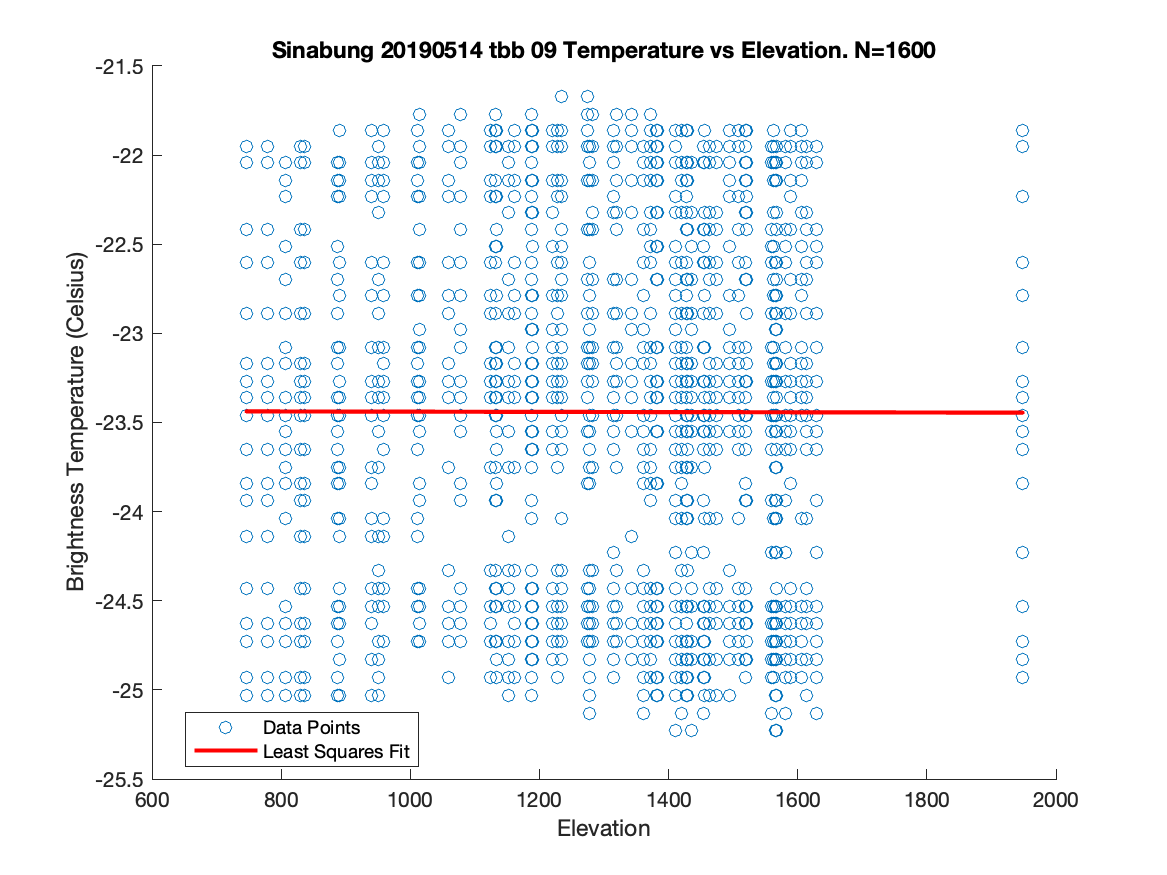 Sinabung 20190514 tbb 09 Temperature vs Elevation. N=1600
-21.5
-22
-22.5
-23
-23.5
-24
-24.5
-25
-25.5
Brightness Temperature (Celsius)
Data Points
Least Squares Fit
600 800 1000 1200 1400 1600 1800 2000
Elevation